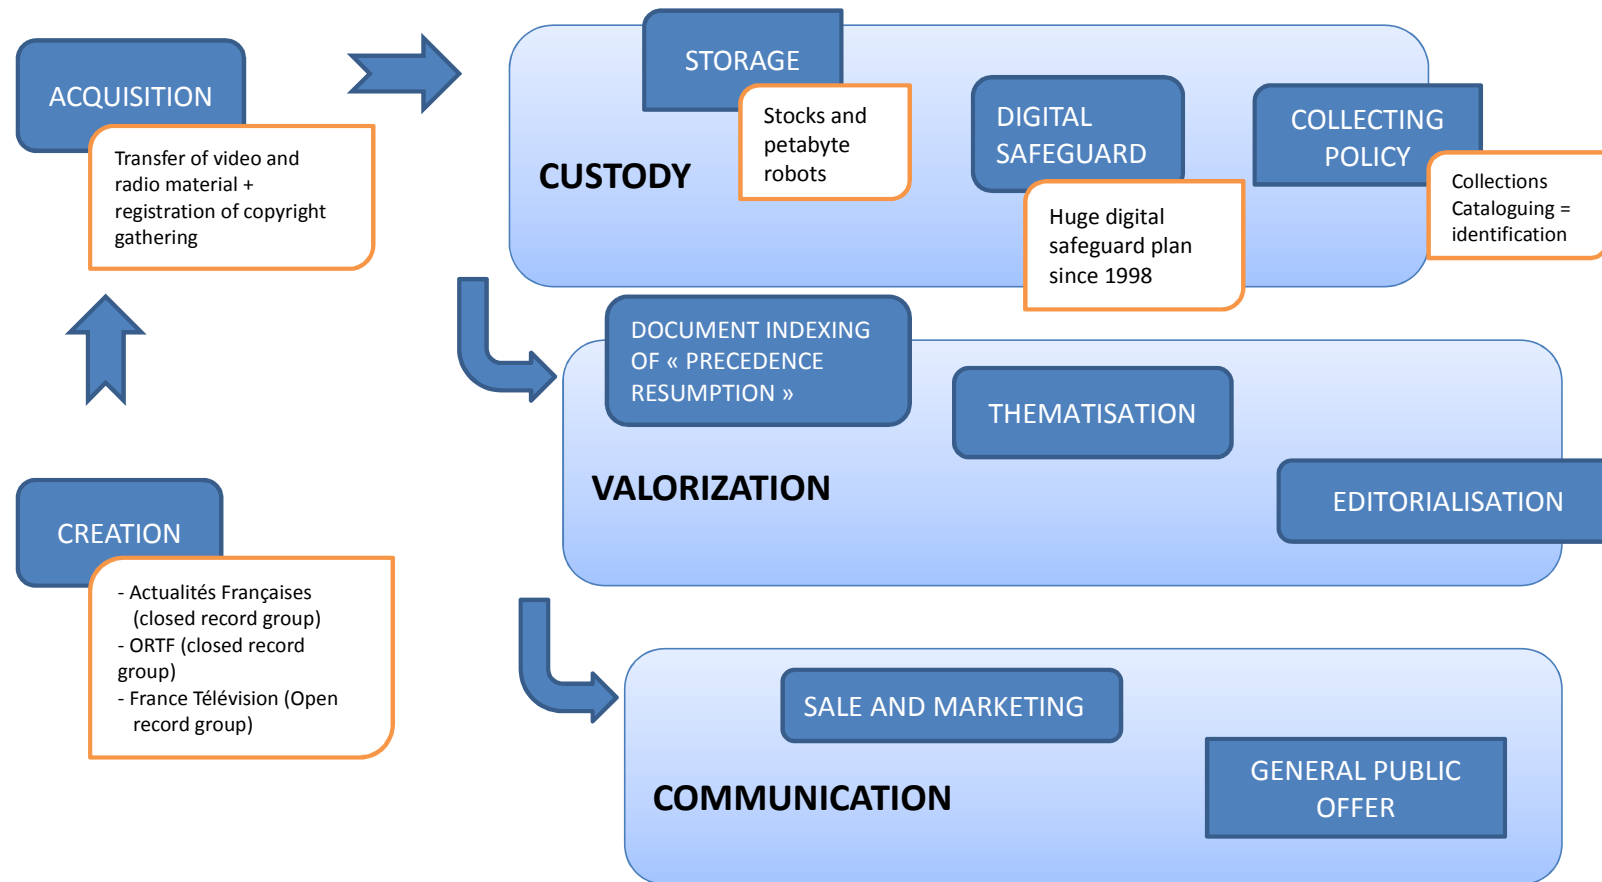 ACQUISITION
Transfer of video and
radio material +
registration of copyright
gathering
CREATION
- Actualités Françaises
(closed record group)
- ORTF (closed record
group)
- France Télévision (Open
record group)
CUSTODY
STORAGE
Stocks and
petabyte
robots
DIGITAL
SAFEGUARD
Huge digital
safeguard plan
since 1998
COLLECTING
POLICY
Collections
Cataloguing =
identification
DOCUMENT INDEXING
OF « PRECEDENCE
RESUMPTION »
THEMATISATION
VALORIZATION
EDITORIALISATION
SALE AND MARKETING
COMMUNICATION
GENERAL PUBLIC
OFFER